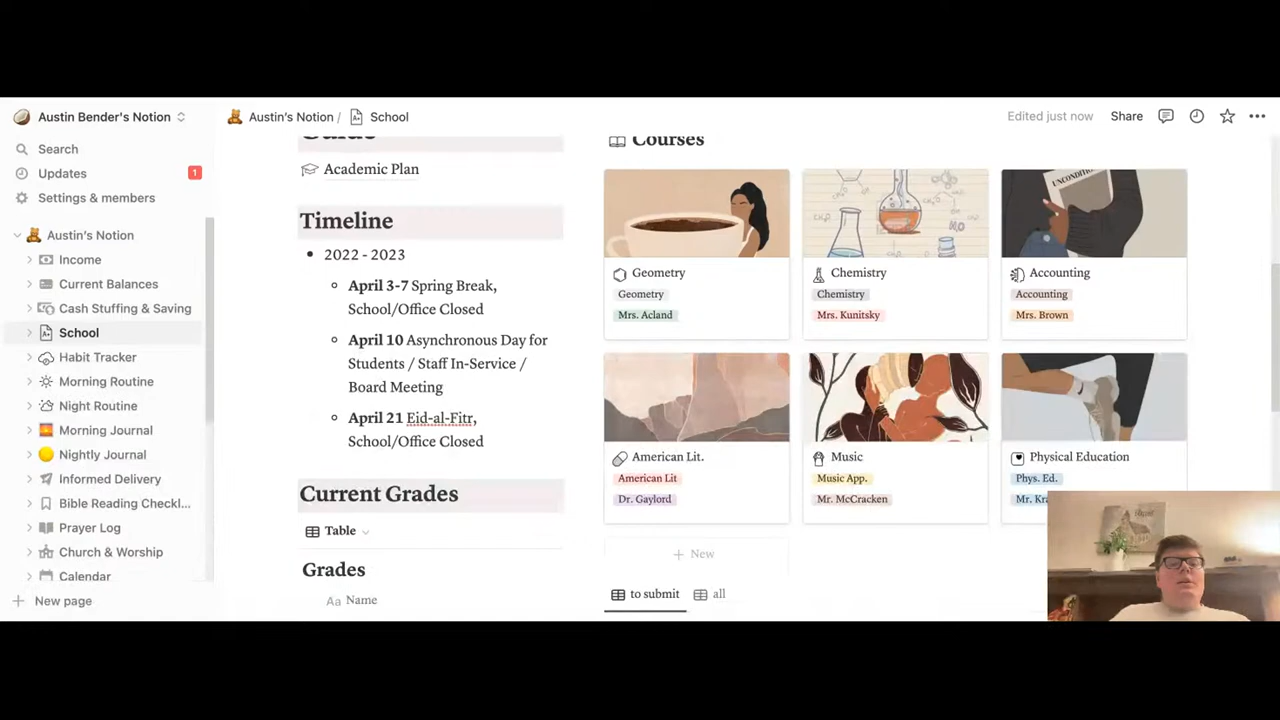 Austin Bender's Notion
Search
Updates
1
Settings & members
Austin's Notion
Income
Current Balances
Cash Stuffing & Saving
School
Habit Tracker
Morning Routine
Night Routine
Morning Journal
Nightly Journal
Informed Delivery
Bible Reading Checkl...
Prayer Log
Church & Worship
Calendar
New page
Austin's Notion / School
Edited just now
Share
Guide
Academic Plan
Timeline
2022 - 2023
April 3-7 Spring Break,
School/Office Closed
April 10 Asynchronous Day for
Students / Staff In-Service /
Board Meeting
April 21 Eid-al-Fitr,
School/Office Closed
Current Grades
Table
Grades
Aa Name
Courses
Geometry
Geometry
Mrs. Acland
Chemistry
Chemistry
Mrs. Kunitsky
Accounting
Accounting
Mrs. Brown
American Lit.
American Lit
Dr. Gaylord
Music
Music App.
Mr. McCracken
Physical Education
Phys. Ed.
+ New
to submit
all